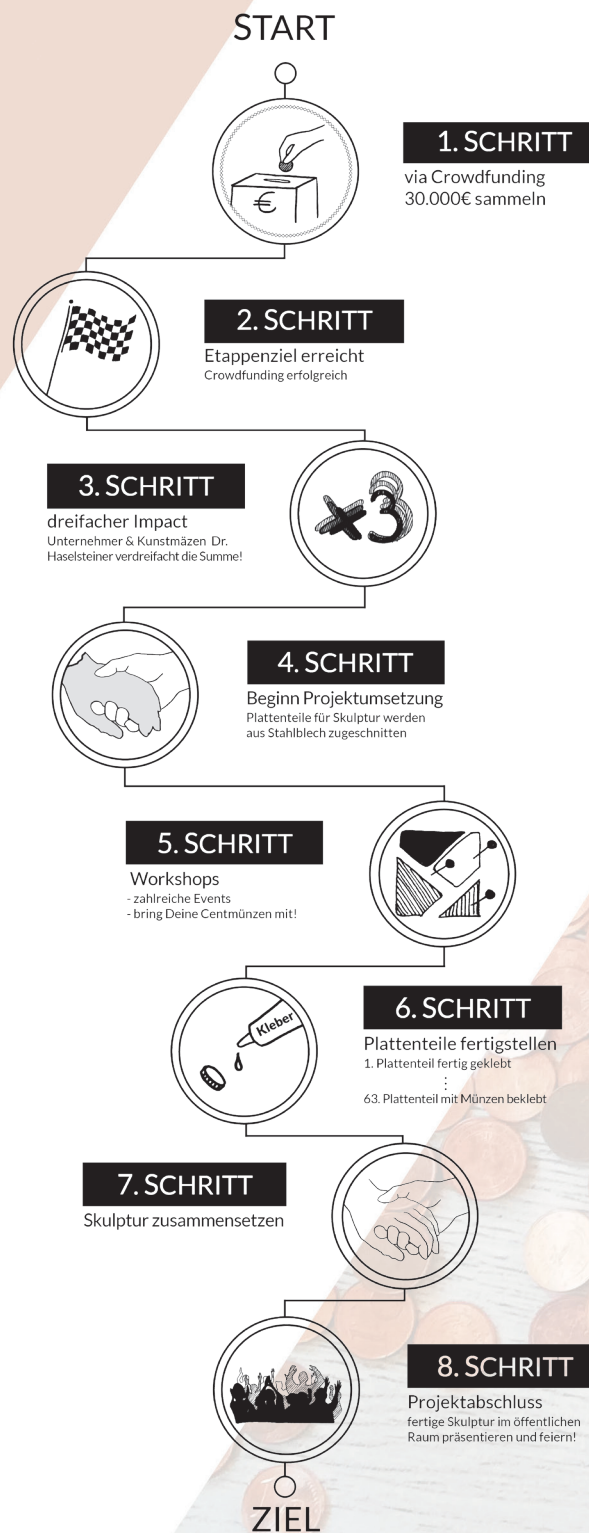 START
1. SCHRITT
via Crowdfunding
30.000€ sammeln
€
2. SCHRITT
Etappenziel erreicht
Crowdfunding erfolgreich
3. SCHRITT
dreifacher Impact
Unternehmer & Kunstmäzen Dr.
Haselsteiner verdreifacht die Summe!
x3
4. SCHRITT
Beginn Projektumsetzung
Plattenteile für Skulptur werden
aus Stahlblech zugeschnitten
5. SCHRITT
Workshops
- zahlreiche Events
- bring Deine Centmünzen mit!
Kleber
6. SCHRITT
Plattenteile fertigstellen
1. Plattenteil fertig geklebt
⋮
63. Plattenteil mit Münzen beklebt
7. SCHRITT
Skulptur zusammensetzen
8. SCHRITT
Projektabschluss
fertige Skulptur im öffentlichen
Raum präsentieren und feiern!
ZIEL